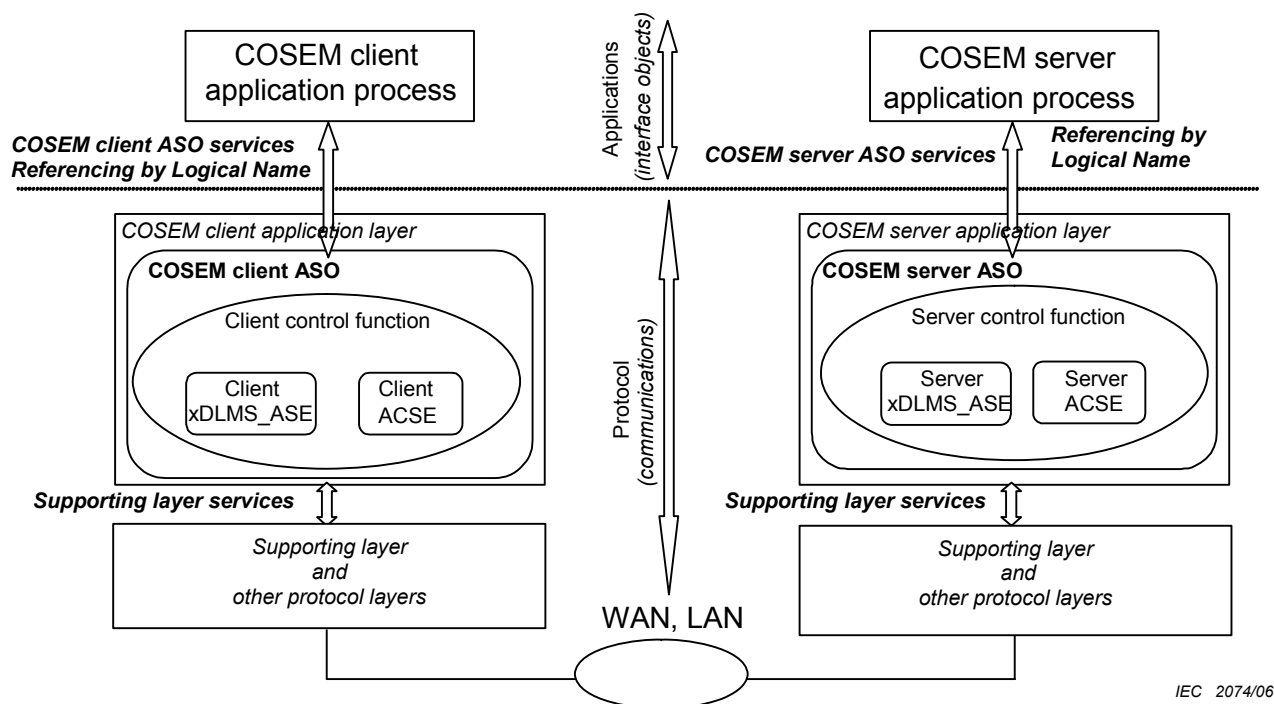 COSEM client
application process
COSEM client ASO services
Referencing by Logical Name
Applications
(interface objects)
COSEM server
application process
COSEM server ASO services
Referencing by
Logical Name
COSEM client application layer
COSEM client ASO
Client control function
Client
xDLMS_ASE
Client
ACSE
Supporting layer services
Supporting layer
and
other protocol layers
Protocol
(communications)
COSEM server application layer
COSEM server ASO
Server control function
Server
xDLMS_ASE
Server
ACSE
Supporting layer services
Supporting layer
and
other protocol layers
WAN, LAN
IEC 2074/06